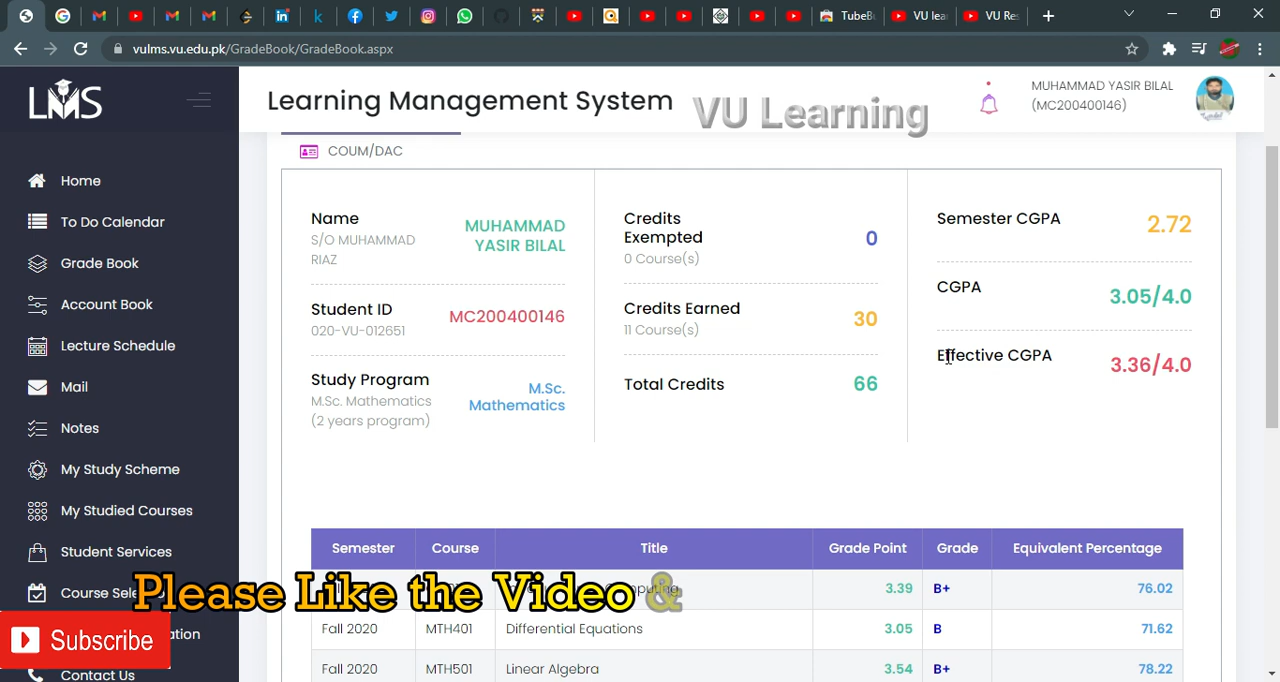 TubeBu
VU lea
VU Res
vulms.vu.edu.pk/GradeBook/GradeBook.aspx
LMS
Learning Management System
VU Learning
MUHAMMAD YASIR BILAL
(MC200400146)
Home
To Do Calendar
Grade Book
Account Book
Lecture Schedule
Mail
Notes
My Study Scheme
My Studied Courses
Student Services
Course Sele
ation
Contact Us
COUM/DAC
Name
S/O MUHAMMAD
RIAZ
MUHAMMAD
YASIR BILAL
Student ID
020-VU-012651
MC200400146
Study Program
M.Sc. Mathematics
(2 years program)
M.Sc.
Mathematics
Credits
Exempted
0 Course(s)
0
Credits Earned
11 Course(s)
30
Total Credits
66
Semester CGPA
2.72
CGPA
3.05/4.0
Effective CGPA
3.36/4.0
Semester Course Title Grade Point Grade Equivalent Percentage
3.39 B+ 76.02
Fall 2020 MTH401 Differential Equations 3.05 B 71.62
Fall 2020 MTH501 Linear Algebra 3.54 B+ 78.22
Please Like the Video &
Subscribe